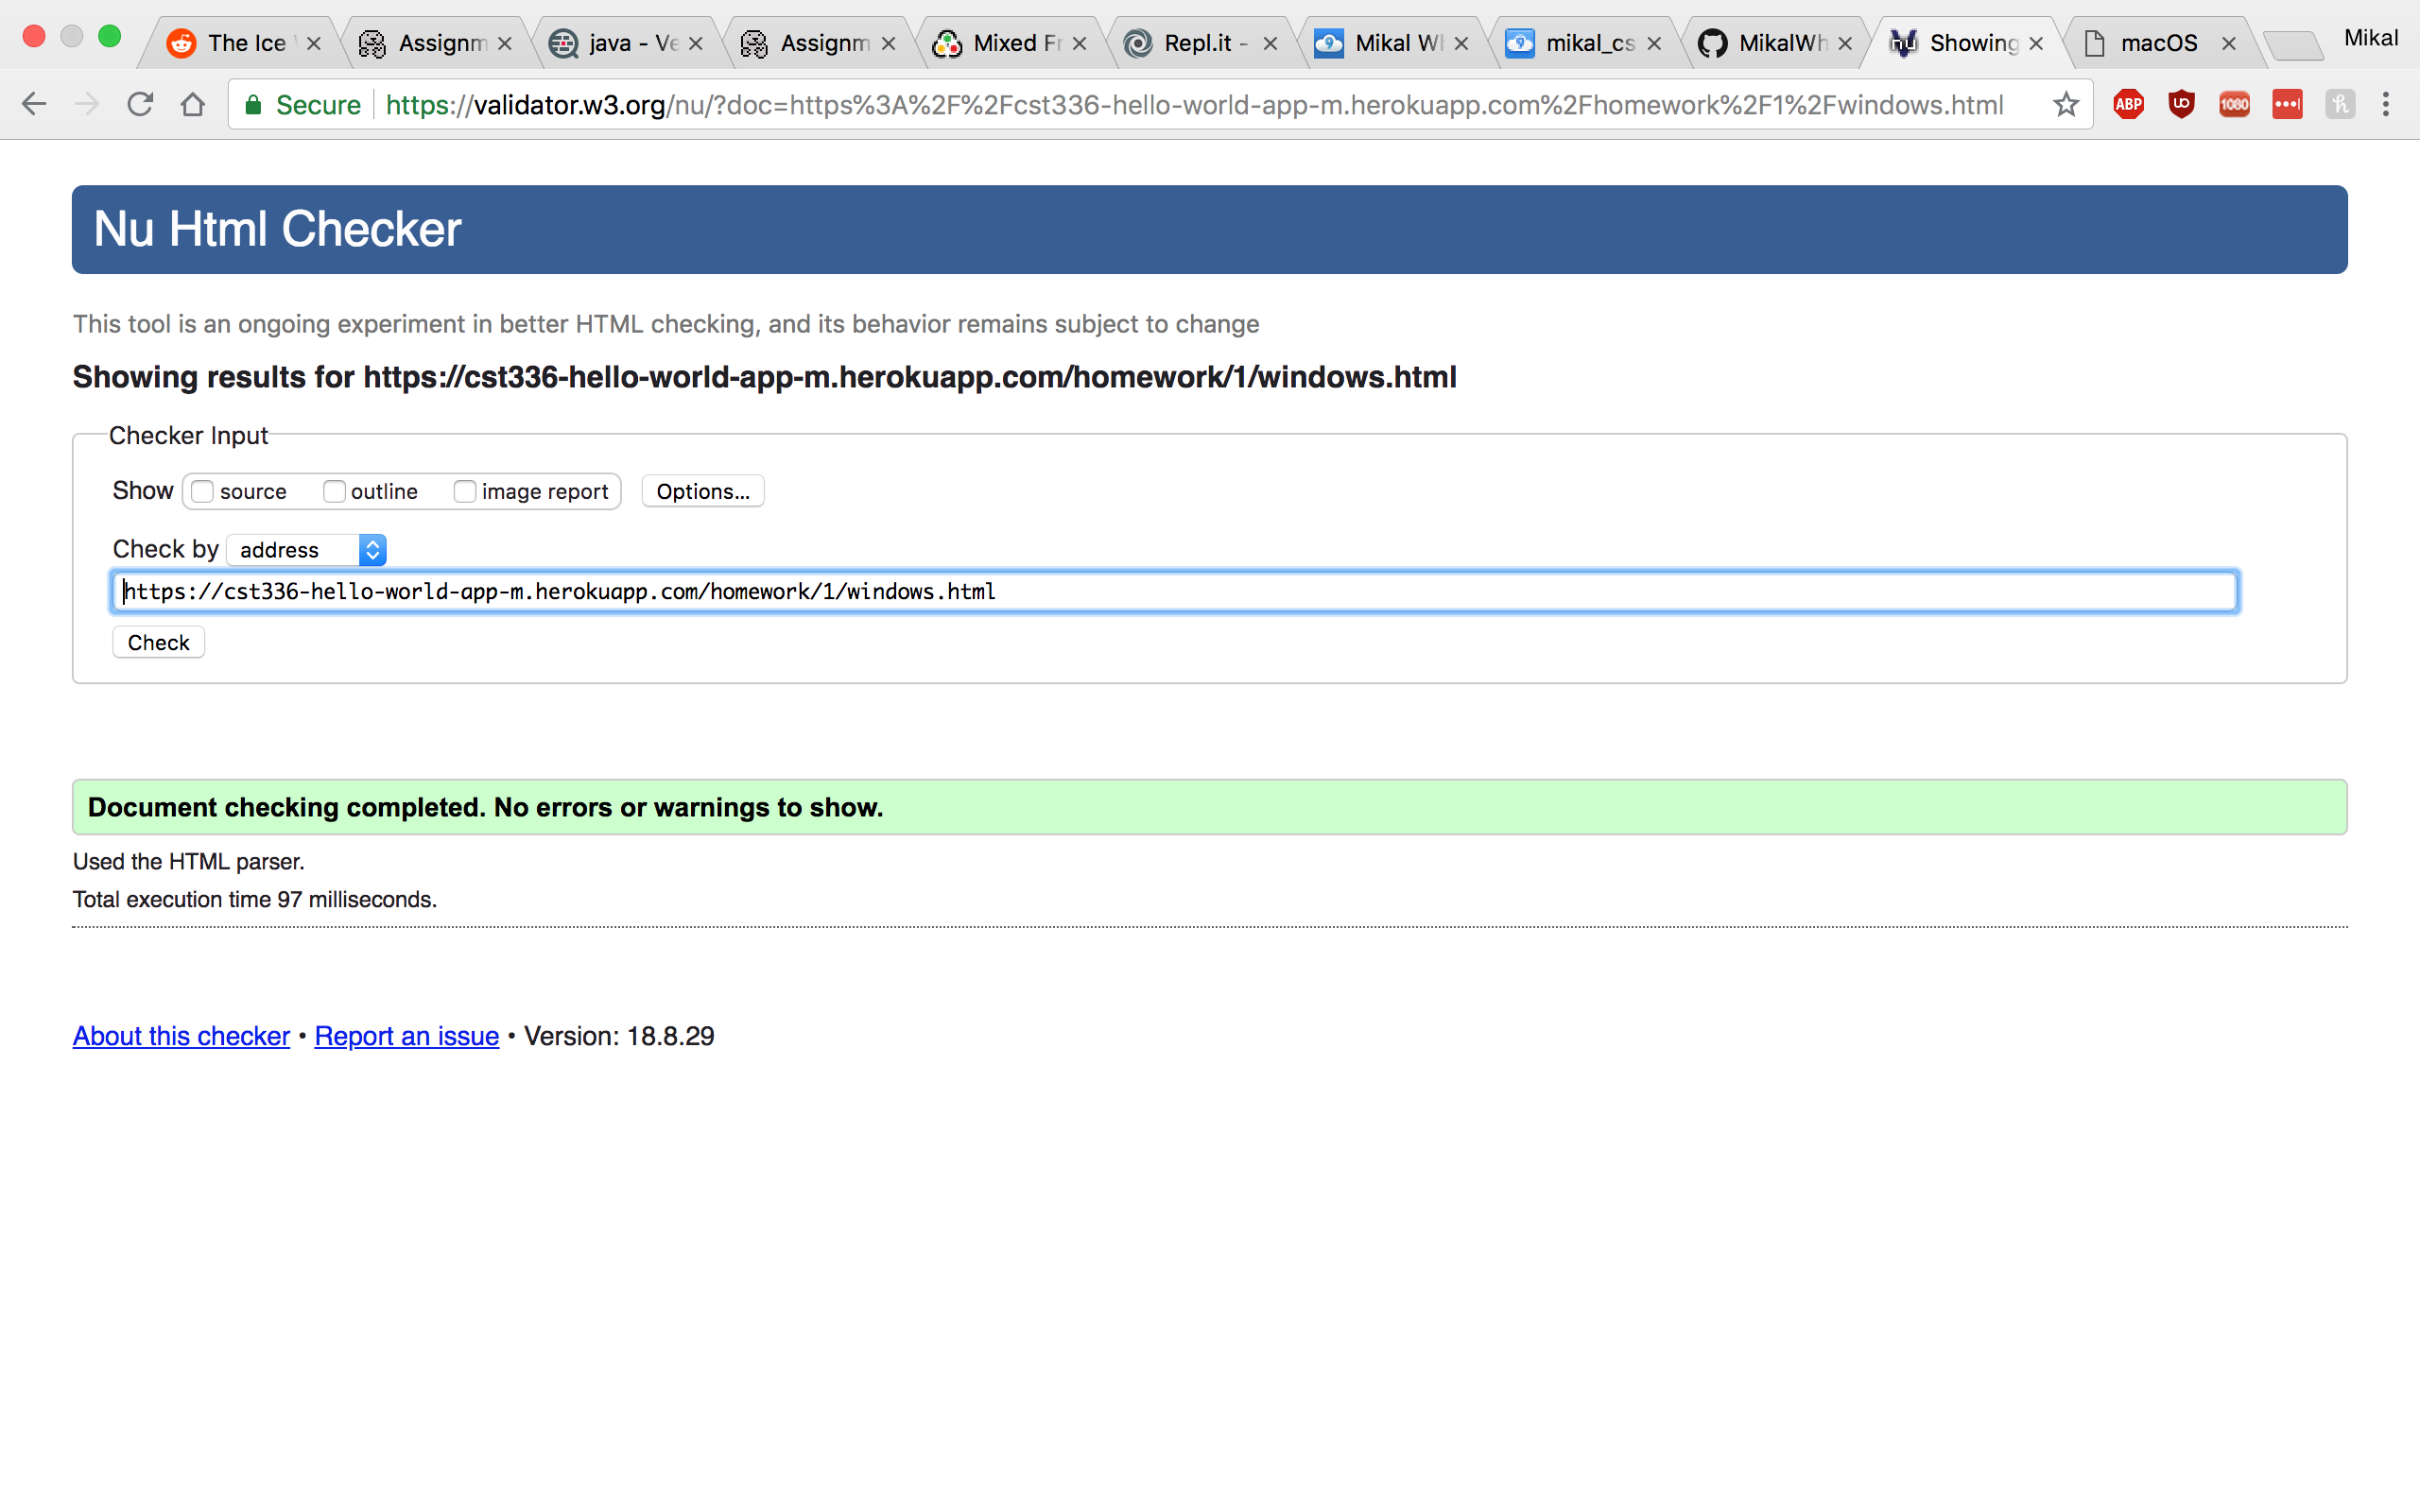 The Ice
Assignm
java - Ve
Assignm
Mixed Fr
Repl.it -
Mikal Wh
mikal_cs
MikalWh
Showing
macOS
Mikal
Secure
https://validator.w3.org/nu/?doc=https%3A%2F%2Fcst336-hello-world-app-m.herokuapp.com%2Fhomework%2F1%2Fwindows.html
ABP
1080
Nu Html Checker
This tool is an ongoing experiment in better HTML checking, and its behavior remains subject to change
Showing results for https://cst336-hello-world-app-m.herokuapp.com/homework/1/windows.html
Checker Input
Show source outline image report Options...
Check by address
https://cst336-hello-world-app-m.herokuapp.com/homework/1/windows.html
Check
Document checking completed. No errors or warnings to show.
Used the HTML parser.
Total execution time 97 milliseconds.
About this checker • Report an issue • Version: 18.8.29